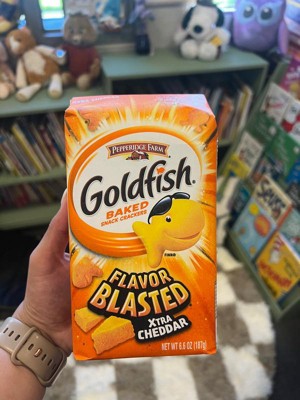 PEPPERIDGE FARM
Goldfish
BAKED
SNACK CRACKERS
FLAVOR
BLASTED
XTRA
CHEDDAR
NET WT 6.6 OZ (187g)